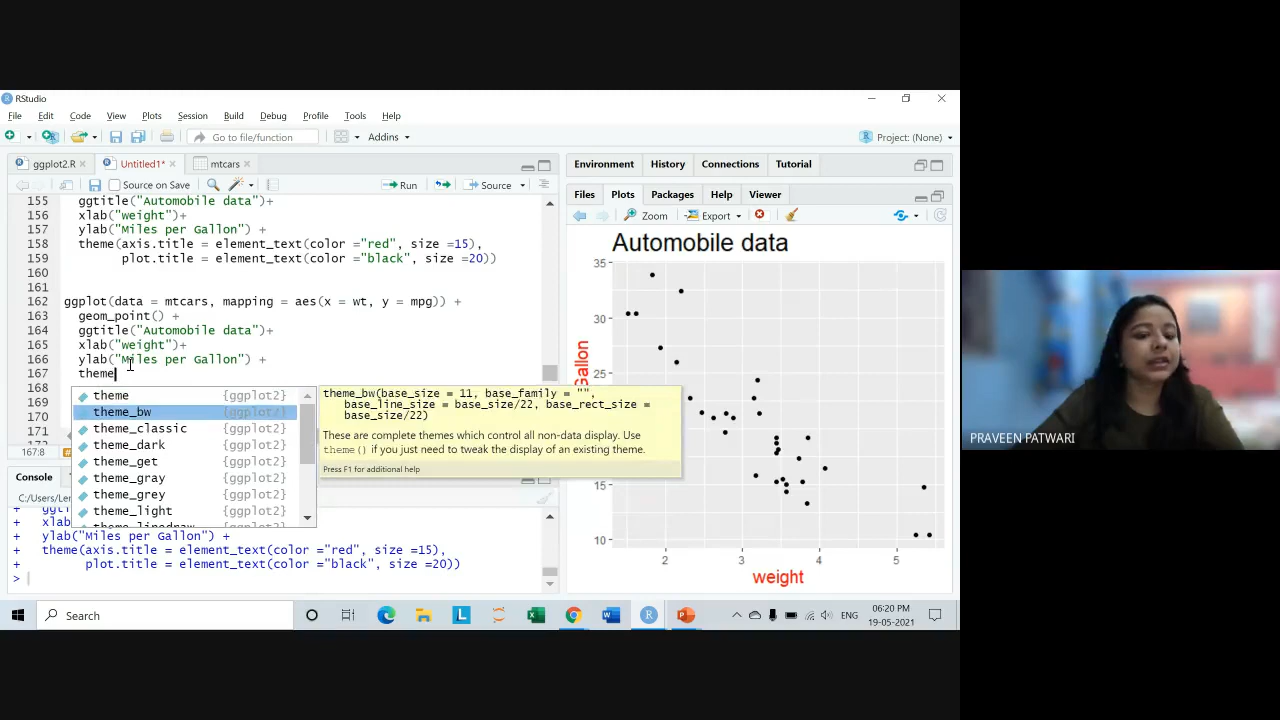 RStudio
File Edit Code View Plots Session Build Debug Profile Tools Help
Go to file/function Addins Project: (None)
ggplot2.R Untitled1* mtcars
Source on Save Run Source
155 ggtitle("Automobile data")+
156 xlab("weight")+
157 ylab("Miles per Gallon") +
158 theme(axis.title = element_text(color ="red", size =15),
159 plot.title = element_text(color ="black", size =20))
160
161
162 ggplot(data = mtcars, mapping = aes(x = wt, y = mpg)) +
163 geom_point() +
164 ggtitle("Automobile data")+
165 xlab("weight")+
166 ylab("Miles per Gallon") +
167 theme
168
169
170
171
theme {ggplot2}
theme_bw {ggplot2}
theme_classic {ggplot2}
theme_dark {ggplot2}
theme_get {ggplot2}
theme_gray {ggplot2}
theme_grey {ggplot2}
theme_light {ggplot2}
theme_linedraw {ggplot2}
theme_bw(base_size = 11, base_family = "",
base_line_size = base_size/22, base_rect_size =
base_size/22)
These are complete themes which control all non-data display. Use
theme() if you just need to tweak the display of an existing theme.
Press F1 for additional help
167:8
Console
+ xlab
+ ylab("Miles per Gallon") +
+ theme(axis.title = element_text(color ="red", size =15),
+ plot.title = element_text(color ="black", size =20))
>
Environment History Connections Tutorial
Files Plots Packages Help Viewer
Zoom Export
Automobile data
35
30
25
15
10
Gallon
2 3 4 5
weight
Search
ENG
06:20 PM
19-05-2021
PRAVEEN PATWARI